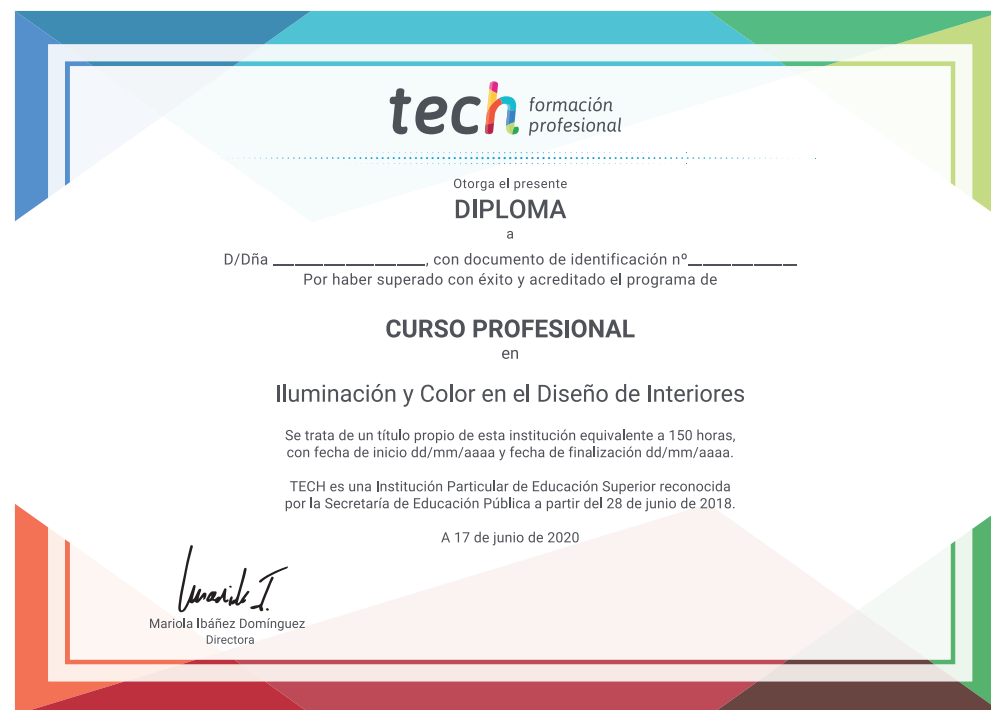 tech formación
profesional
Otorga el presente
DIPLOMA
a
D/Dña ____________________, con documento de identificación nº_______________
Por haber superado con éxito y acreditado el programa de
CURSO PROFESIONAL
en
Iluminación y Color en el Diseño de Interiores
Se trata de un título propio de esta institución equivalente a 150 horas,
con fecha de inicio dd/mm/aaaa y fecha de finalización dd/mm/aaaa.
TECH es una Institución Particular de Educación Superior reconocida
por la Secretaría de Educación Pública a partir del 28 de junio de 2018.
A 17 de junio de 2020
Mariola I.
Mariola Ibáñez Domínguez
Directora